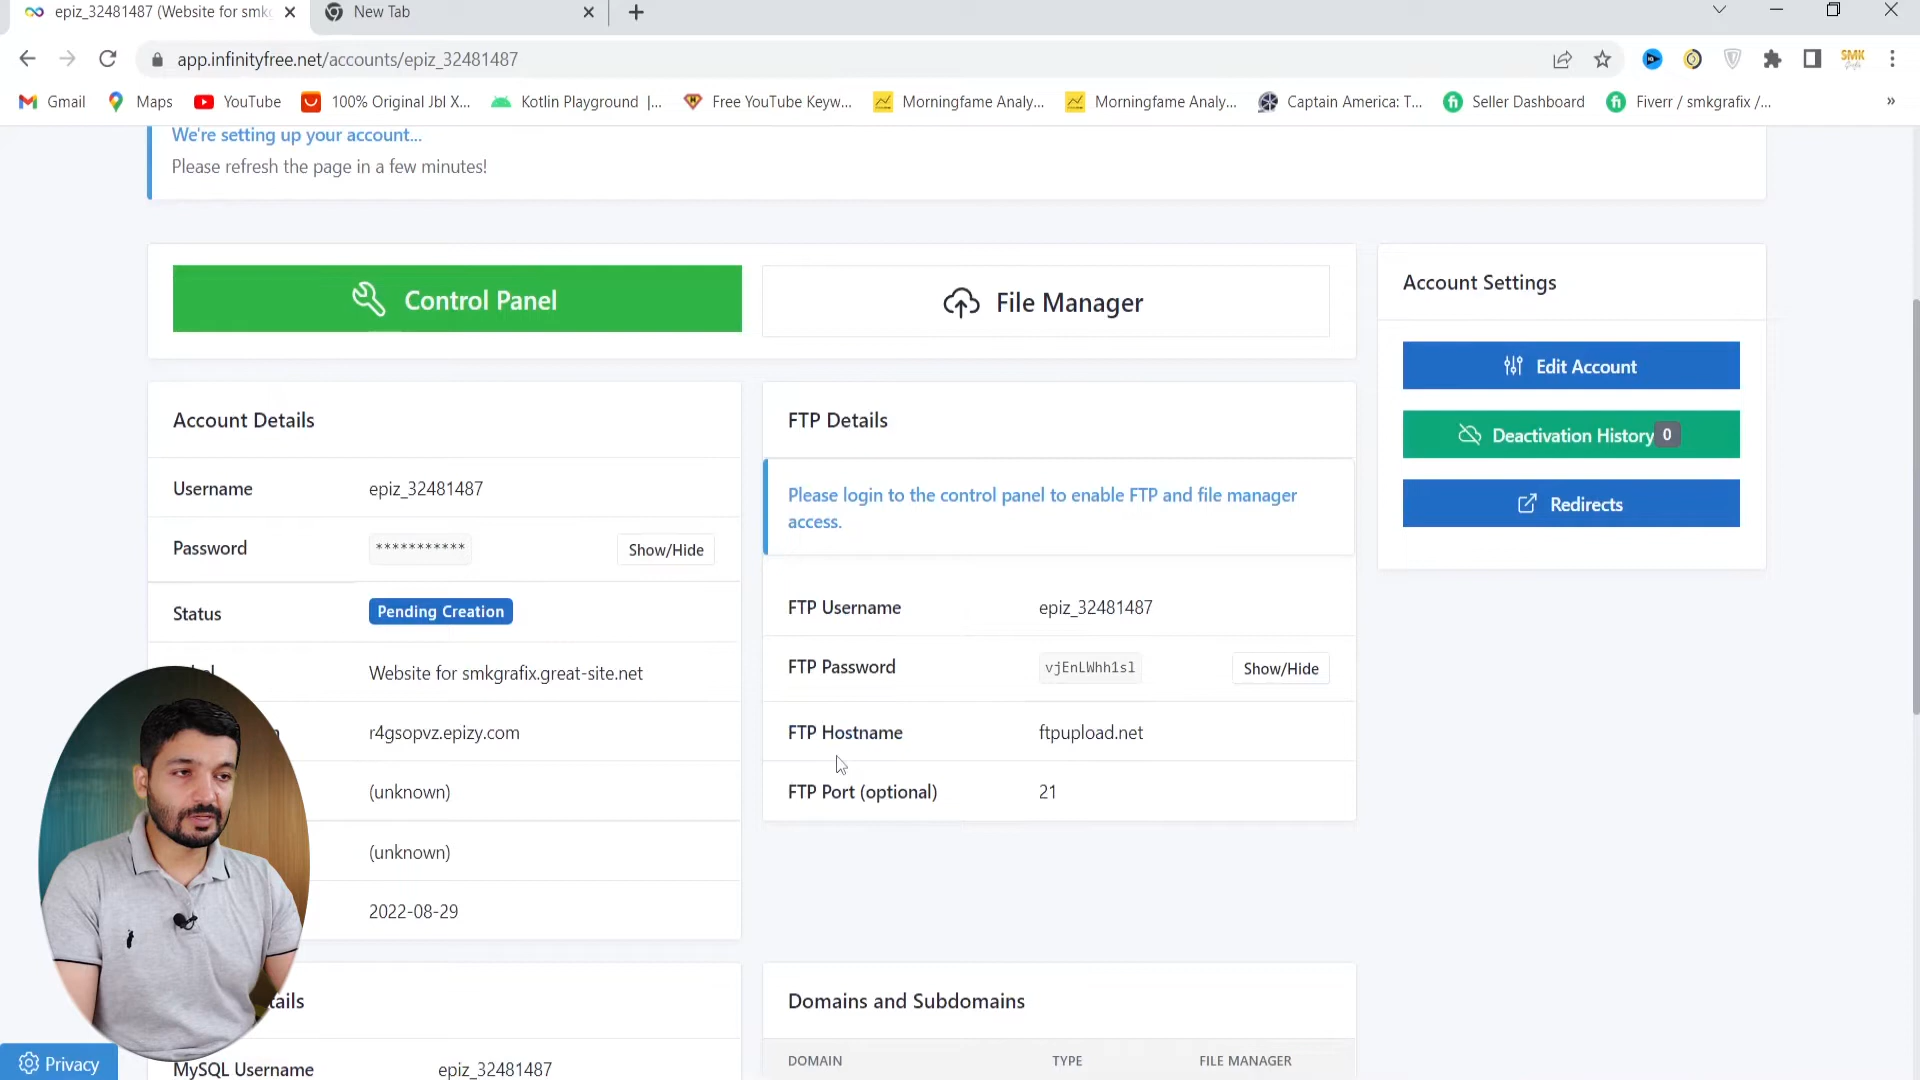 epiz_32481487 (Website for smkg
New Tab
app.infinityfree.net/accounts/epiz_32481487
SMK
Gmail
Maps
YouTube
100% Original Jbl X...
Kotlin Playground |...
Free YouTube Keyw...
Morningfame Analy...
Morningfame Analy...
Captain America: T...
Seller Dashboard
Fiverr / smkgrafix /...
»
We're setting up your account...
Please refresh the page in a few minutes!
Control Panel
File Manager
Account Settings
Edit Account
Deactivation History 0
Redirects
Account Details
Username epiz_32481487
Password *********** Show/Hide
Status Pending Creation
Website for smkgrafix.great-site.net
r4gsopvz.epizy.com
(unknown)
(unknown)
2022-08-29
FTP Details
Please login to the control panel to enable FTP and file manager
access.
FTP Username epiz_32481487
FTP Password vjEnLWhh1sl Show/Hide
FTP Hostname ftpupload.net
FTP Port (optional) 21
tails
MySQL Username epiz_32481487
Domains and Subdomains
DOMAIN TYPE FILE MANAGER
Privacy